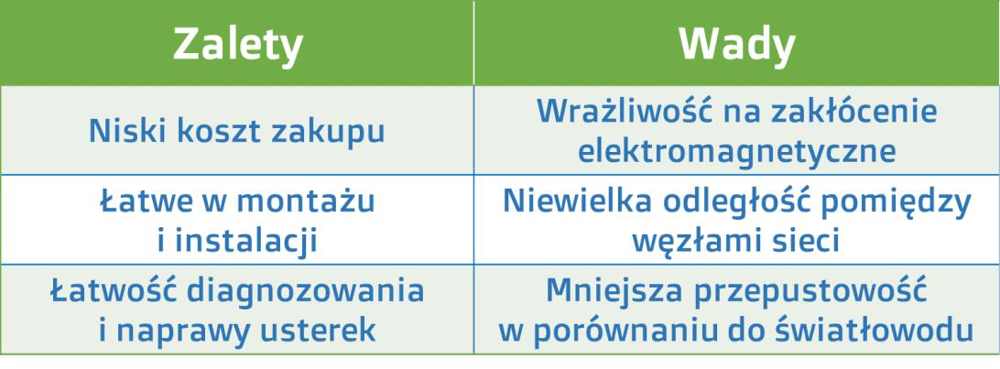 Zalety
Wady
Niski koszt zakupu
Wrażliwość na zakłócenie
elektromagnetyczne
Łatwe w montażu
i instalacji
Niewielka odległość pomiędzy
węzłami sieci
Łatwość diagnozowania
i naprawy usterek
Mniejsza przepustowość
w porównaniu do światłowodu